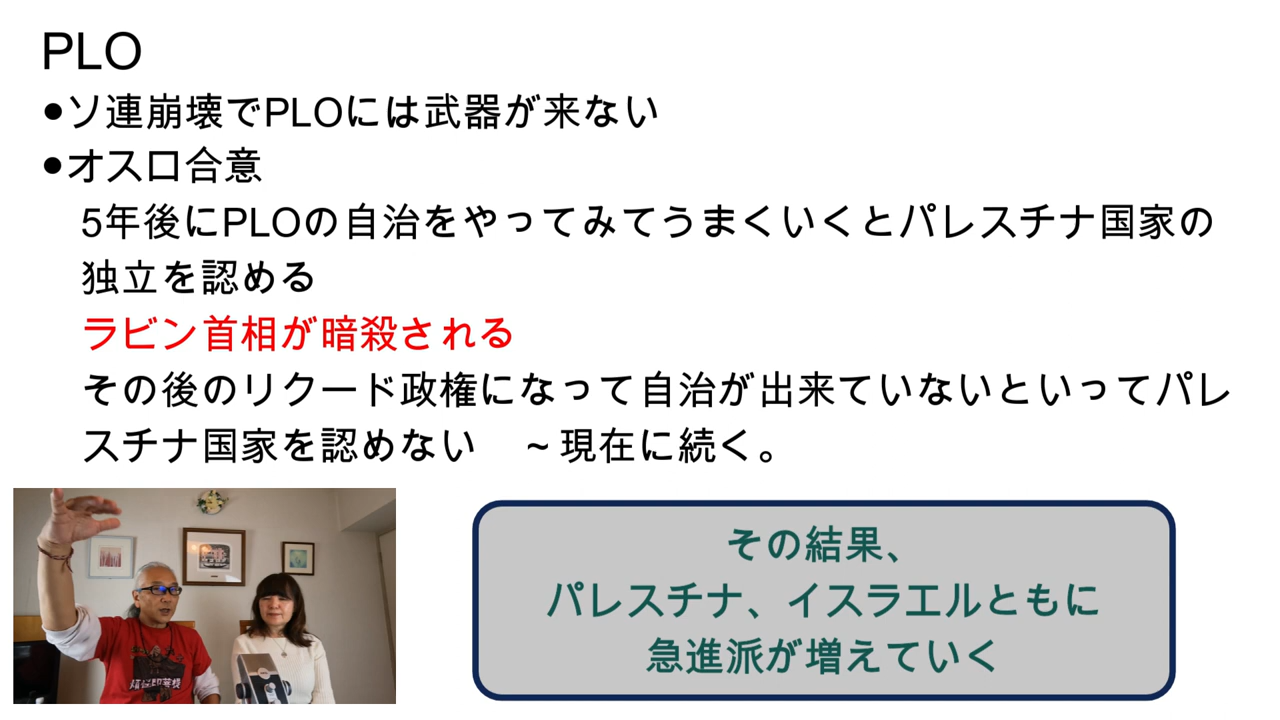 PLO
●ソ連崩壊でPLOには武器が来ない
●オスロ合意
5年後にPLOの自治をやってみてうまくいくとパレスチナ国家の
独立を認める
ラビン首相が暗殺される
その後のリクード政権になって自治が出来ていないといってパレ
スチナ国家を認めない　~現在に続く。
その結果、
パレスチナ、イスラエルともに
急進派が増えていく